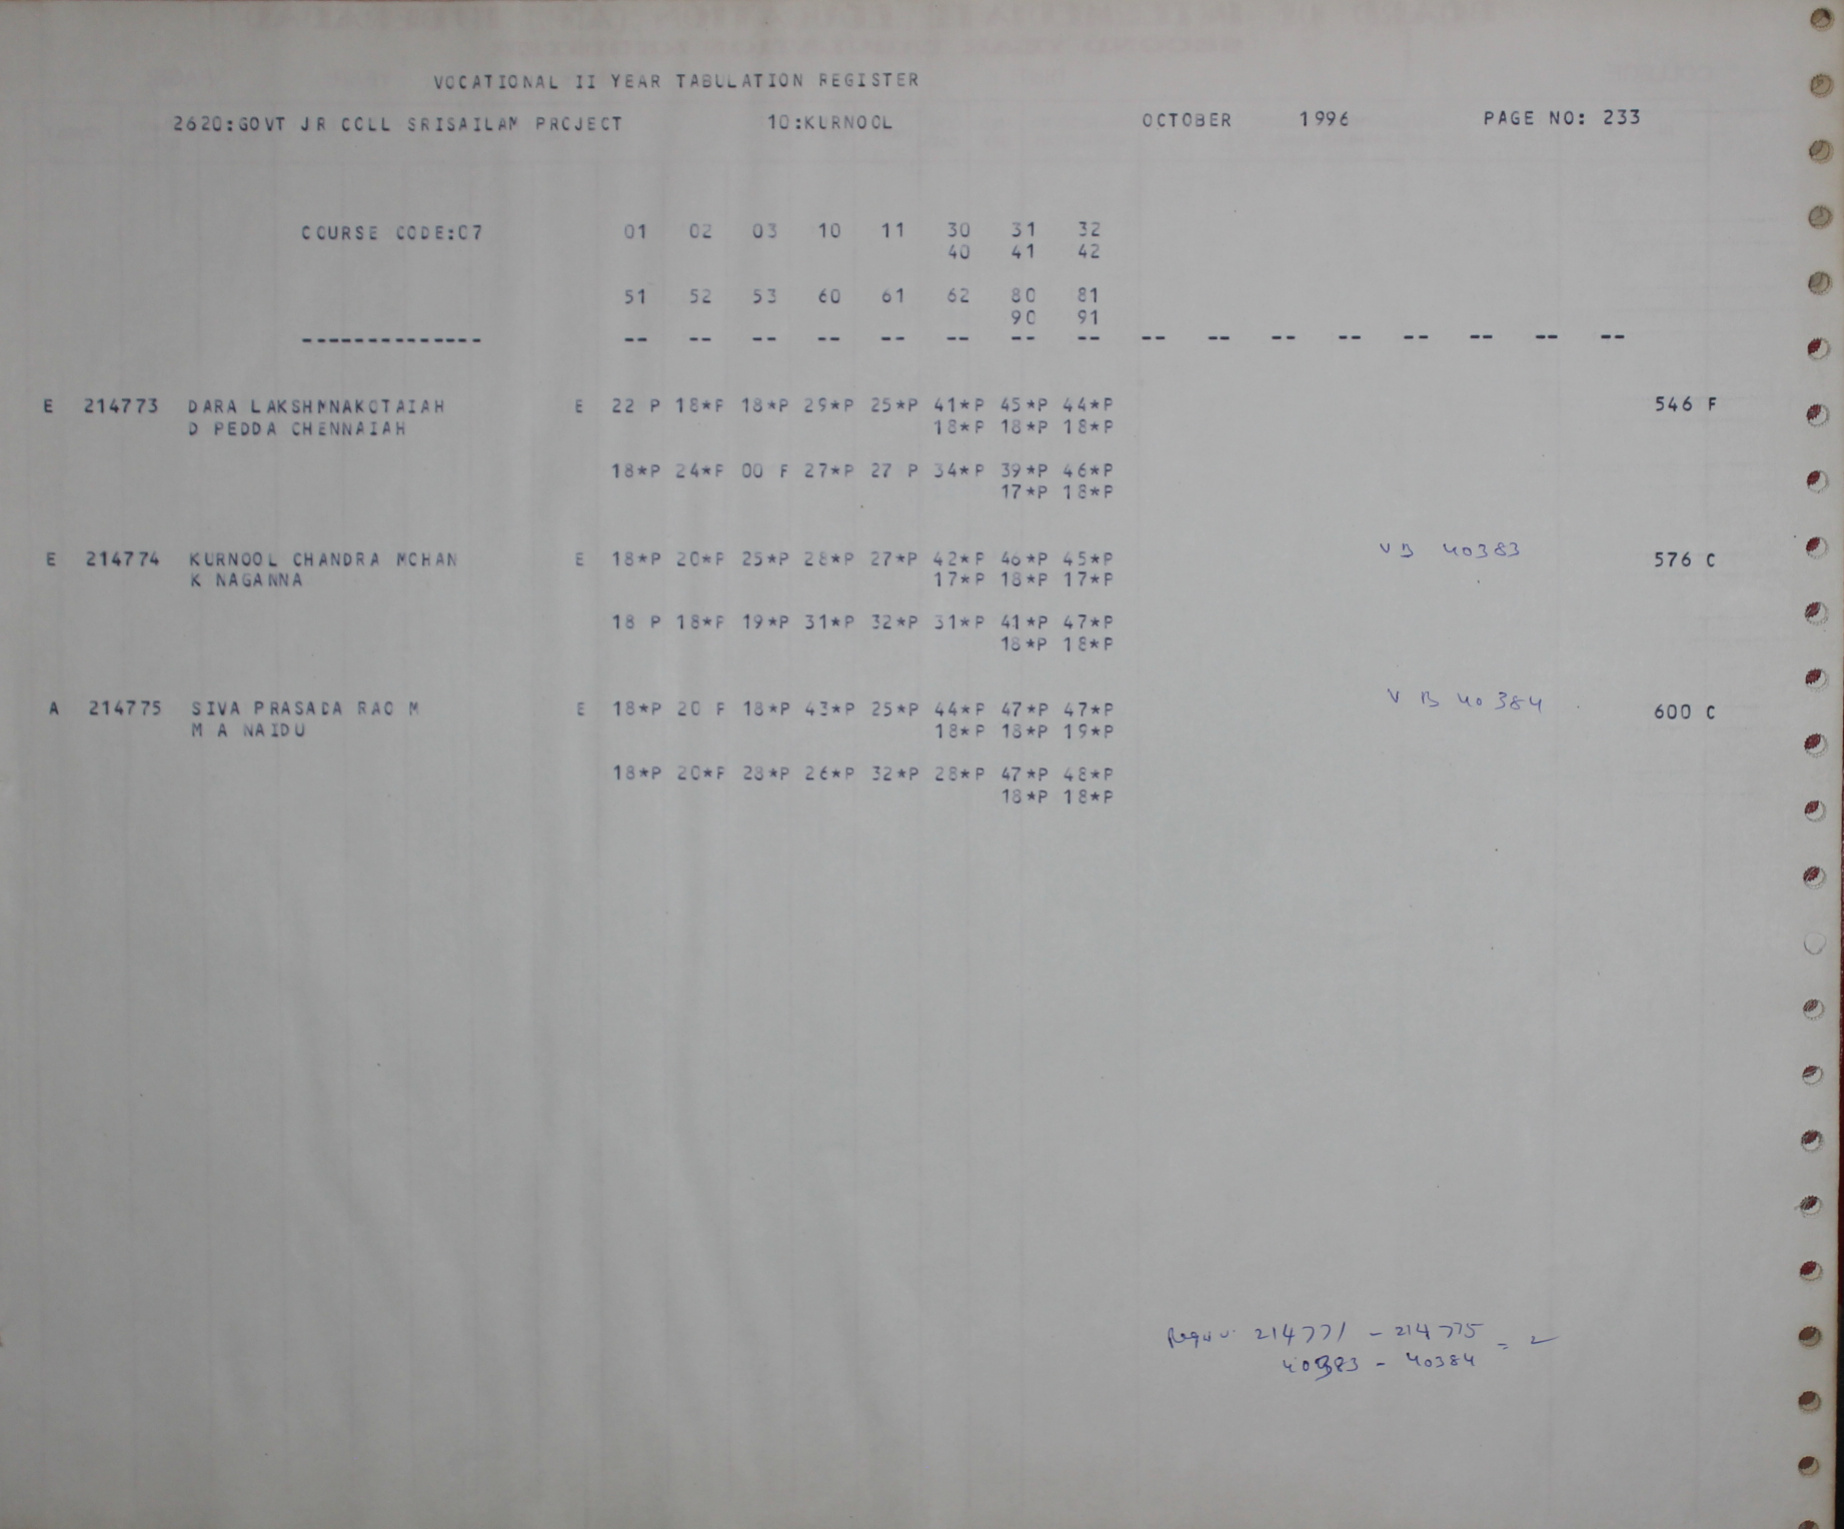 VOCATIONAL II YEAR TABULATION REGISTER
2620:GOVT JR COLL SRISAILAM PROJECT 10:KURNOOL OCTOBER 1996 PAGE NO: 233
COURSE CODE:07 01 02 03 10 11 30 31 32
40 41 42
51 52 53 60 61 62 80 81
90 91
-------------- -- -- -- -- -- -- -- -- -- -- -- -- -- -- -- --
E 214773 DARA LAKSHMNAKOTAIAH E 22 P 18*P 18*P 29*P 25*P 41*P 45*P 44*P 546 F
D PEDDA CHENNAIAH 18*P 18*P 18*P
18*P 24*P 00 F 27*P 27 P 34*P 39*P 46*P
17*P 18*P
E 214774 KURNOOL CHANDRA MOHAN E 18*P 20*P 25*P 28*P 27*P 42*P 46*P 45*P VB 40383 576 C
K NAGANNA 17*P 18*P 17*P
18 P 18*P 19*P 31*P 32*P 31*P 41*P 47*P
18*P 18*P
A 214775 SIVA PRASADA RAO M E 18*P 20 P 18*P 43*P 25*P 44*P 47*P 47*P VB 40384 600 C
M A NAIDU 18*P 18*P 19*P
18*P 20*P 28*P 26*P 32*P 28*P 47*P 48*P
18*P 18*P
214771 - 214775 = 2
40383 - 40384